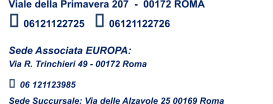 Viale della Primavera 207 - 00172 ROMA
06121122725 06121122726
Sede Associata EUROPA:
Via R. Trinchieri 49 - 00172 Roma
06 121123985
Sede Succursale: Via delle Alzavole 25 00169 Roma